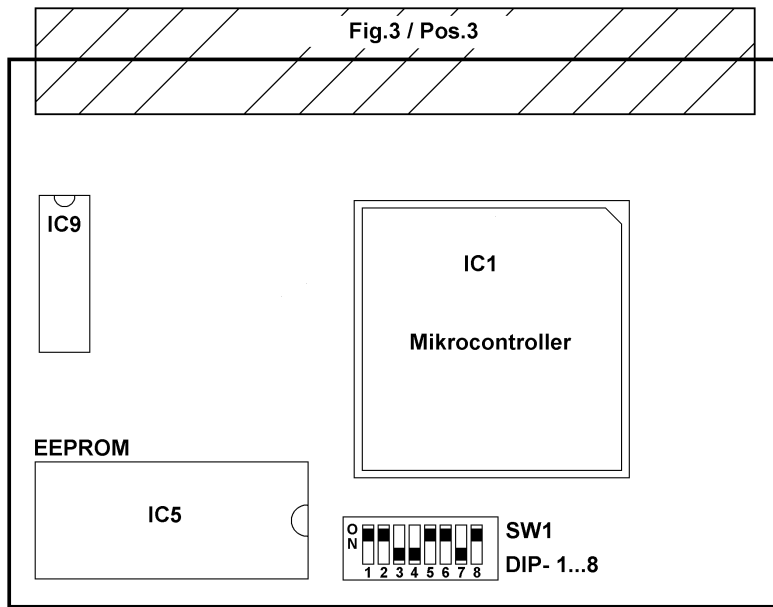 Fig.3 / Pos.3
IC9
IC1
Mikrocontroller
EEPROM
IC5
ON
SW1
1 2 3 4 5 6 7 8
DIP- 1...8